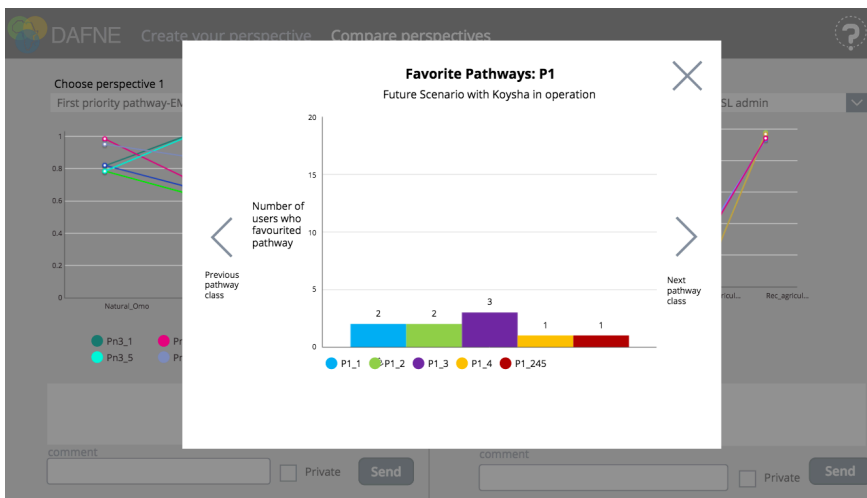 DAFNE Create your perspective Compare perspectives
?
Choose perspective 1
First priority pathway-EM
SL admin
Favorite Pathways: P1
Future Scenario with Koysha in operation
Number of
users who
favourited
pathway
20
15
10
5
0
2 2 3 1 1
P1_1 P1_2 P1_3 P1_4 P1_245
Previous
pathway
class
Next
pathway
class
1
0.8
0.6
0.4
0.2
0
Natural_Omo
ricul... Rec_agricul...
Pn3_1 Pn
Pn3_5 Pn
comment
Private Send
comment
Private Send